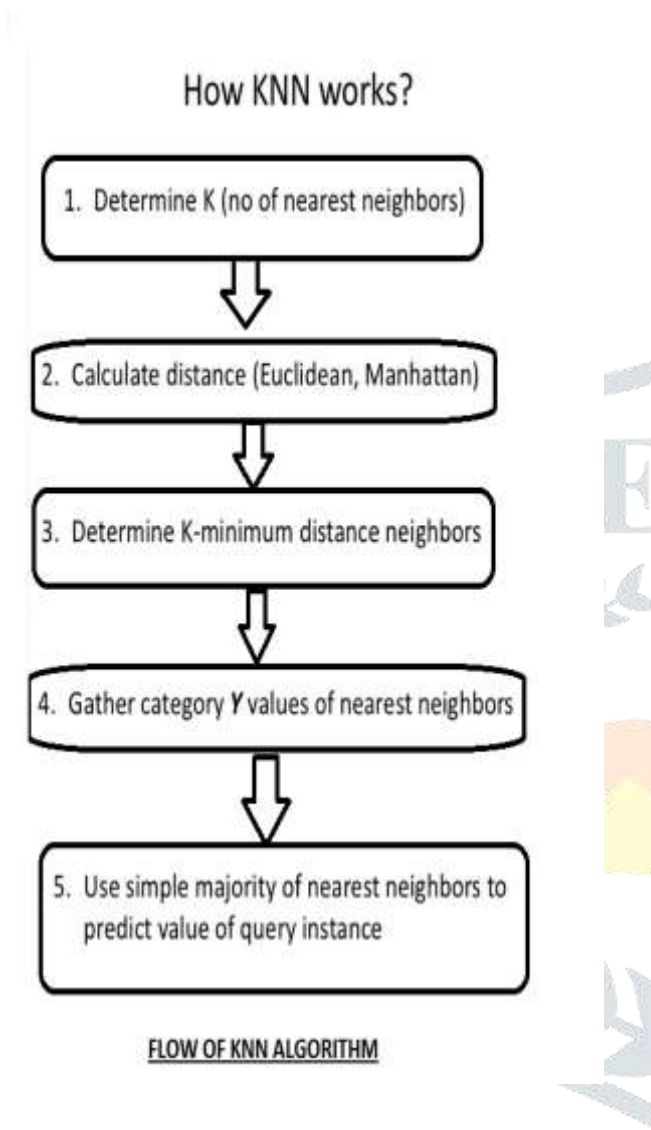 How KNN works?
1. Determine K (no of nearest neighbors)
2. Calculate distance (Euclidean, Manhattan)
3. Determine K-minimum distance neighbors
4. Gather category Y values of nearest neighbors
5. Use simple majority of nearest neighbors to
predict value of query instance
FLOW OF KNN ALGORITHM
E